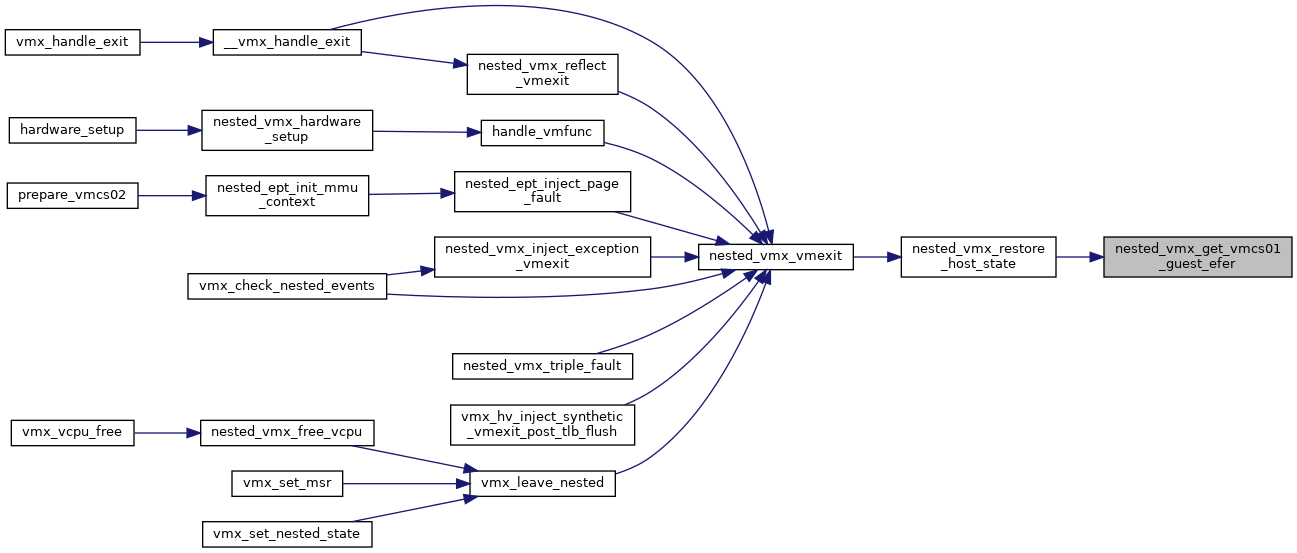 vmx_handle_exit
__vmx_handle_exit
nested_vmx_reflect
_vmexit
hardware_setup
nested_vmx_hardware
_setup
handle_vmfunc
prepare_vmcs02
nested_ept_init_mmu
_context
nested_ept_inject_page
_fault
nested_vmx_inject_exception
_vmexit
vmx_check_nested_events
nested_vmx_vmexit
nested_vmx_restore
_host_state
nested_vmx_get_vmcs01
_guest_efer
nested_vmx_triple_fault
vmx_hv_inject_synthetic
_vmexit_post_tlb_flush
vmx_vcpu_free
nested_vmx_free_vcpu
vmx_set_msr
vmx_leave_nested
vmx_set_nested_state